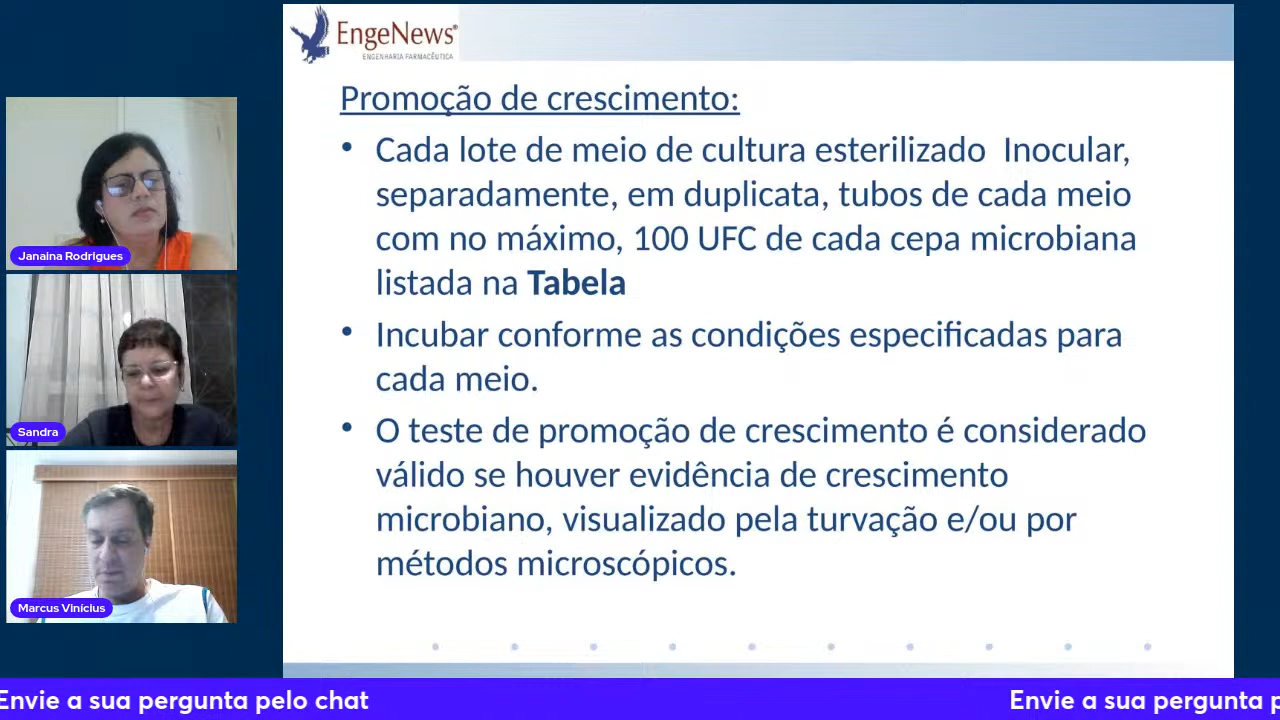 EngeNews®
ENGENHARIA FARMACÊUTICA
Promoção de crescimento:
• Cada lote de meio de cultura esterilizado  Inocular,
separadamente, em duplicata, tubos de cada meio
com no máximo, 100 UFC de cada cepa microbiana
listada na Tabela
• Incubar conforme as condições especificadas para
cada meio.
• O teste de promoção de crescimento é considerado
válido se houver evidência de crescimento
microbiano, visualizado pela turvação e/ou por
métodos microscópicos.
Janaina Rodrigues
Sandra
Marcus Vinícius
Envie a sua pergunta pelo chat
Envie a sua pergunta p